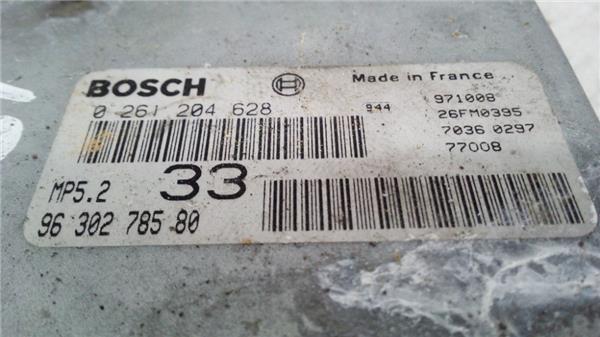 BOSCH Made in France
0 261 204 628 944 971008
26FM0395
7036 0297
77008
MP5.2 33
96 302 785 80